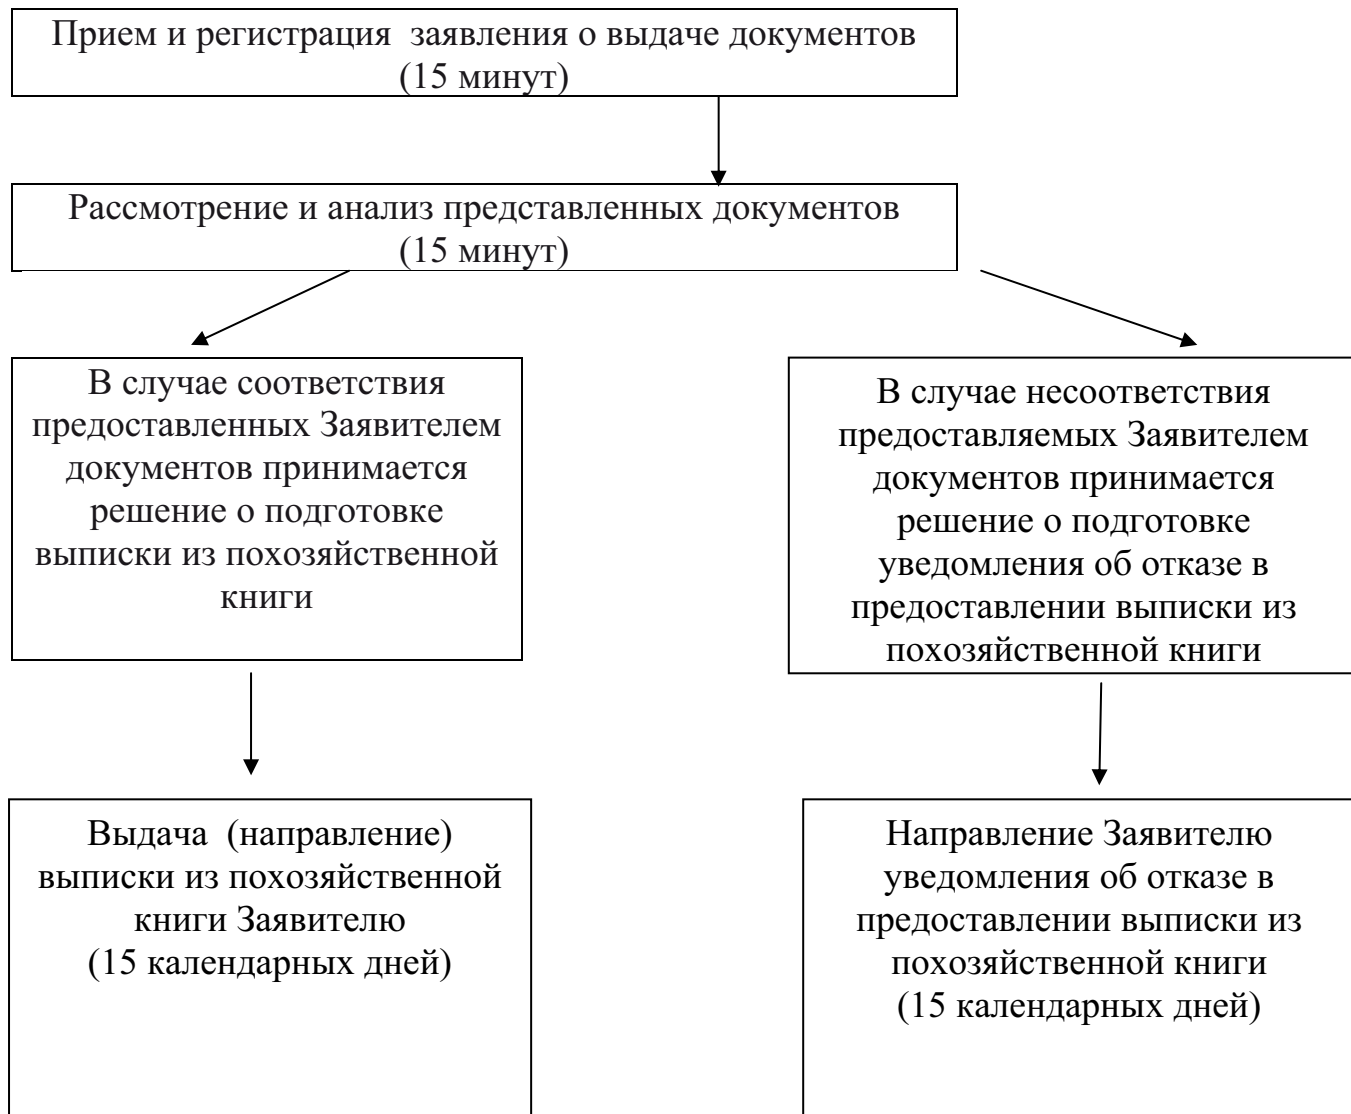 Прием и регистрация  заявления о выдаче документов
(15 минут)
Рассмотрение и анализ представленных документов
(15 минут)
В случае соответствия
предоставленных Заявителем
документов принимается
решение о подготовке
выписки из похозяйственной
книги
В случае несоответствия
предоставляемых Заявителем
документов принимается
решение о подготовке
уведомления об отказе в
предоставлении выписки из
похозяйственной книги
Выдача  (направление)
выписки из похозяйственной
книги Заявителю
(15 календарных дней)
Направление Заявителю
уведомления об отказе в
предоставлении выписки из
похозяйственной книги
(15 календарных дней)